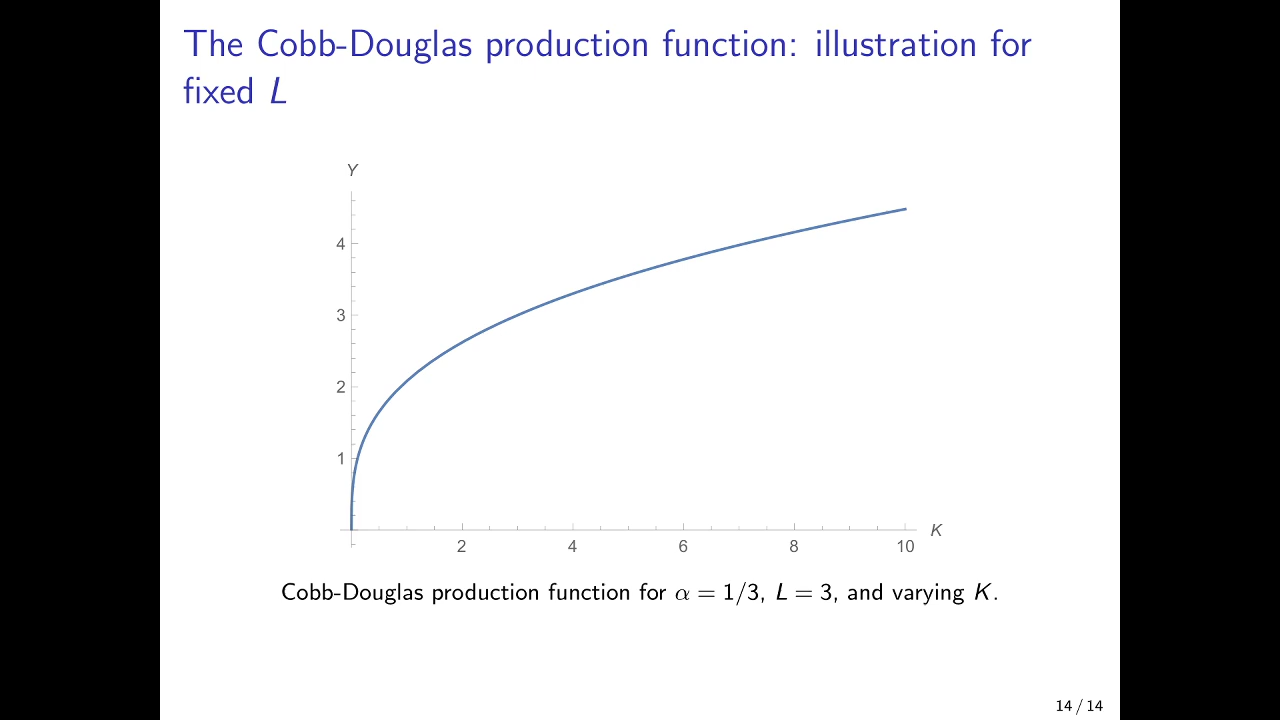 The Cobb-Douglas production function: illustration for
fixed L
Y
4
3
2
1
2 4 6 8 10
K
Cobb-Douglas production function for α = 1/3, L = 3, and varying K.
14 / 14